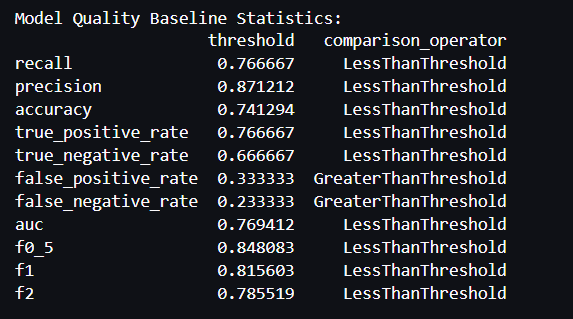 Model Quality Baseline Statistics:
threshold comparison_operator
recall 0.766667 LessThanThreshold
precision 0.871212 LessThanThreshold
accuracy 0.741294 LessThanThreshold
true_positive_rate 0.766667 LessThanThreshold
true_negative_rate 0.666667 LessThanThreshold
false_positive_rate 0.333333 GreaterThanThreshold
false_negative_rate 0.233333 GreaterThanThreshold
auc 0.769412 LessThanThreshold
f0_5 0.848083 LessThanThreshold
f1 0.815603 LessThanThreshold
f2 0.785519 LessThanThreshold